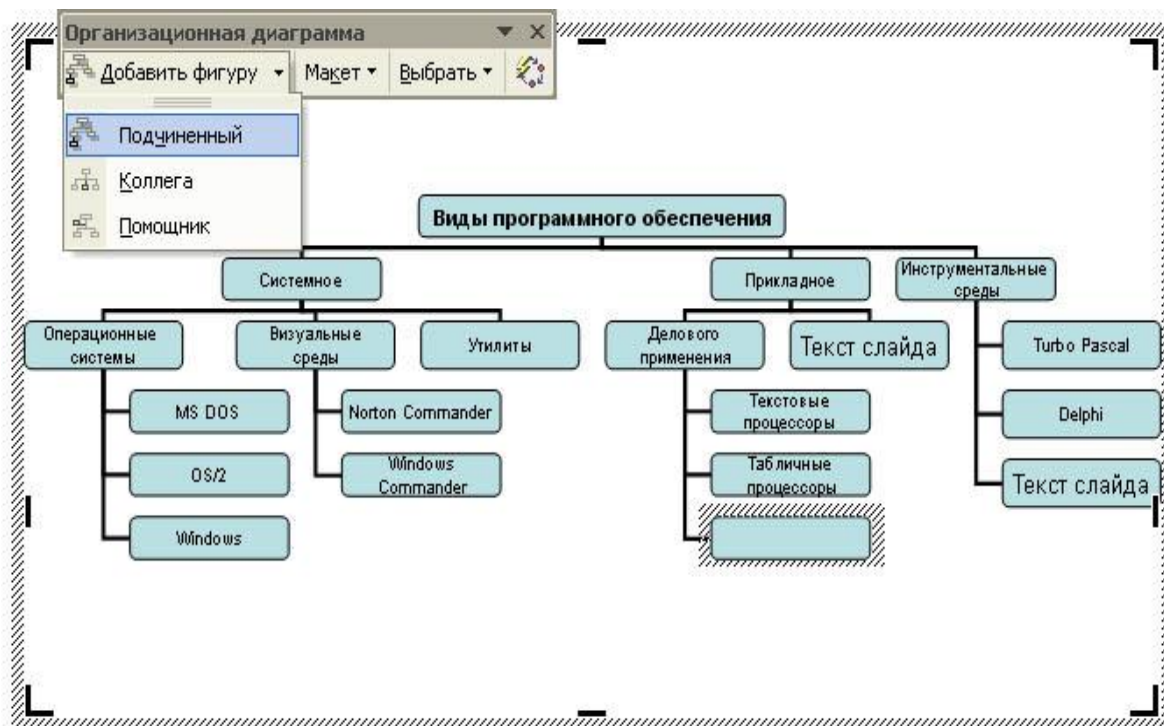 Организационная диаграмма
Добавить фигуру
Макет
Выбрать
Подчиненный
Коллега
Помощник
Виды программного обеспечения
Системное
Прикладное
Инструментальные
среды
Операционные
системы
Визуальные
среды
Утилиты
Делового
применения
Текст слайда
Turbo Pascal
MS DOS
Norton Commander
Текстовые
процессоры
Delphi
OS/2
Windows
Commander
Табличные
процессоры
Текст слайда
Windows